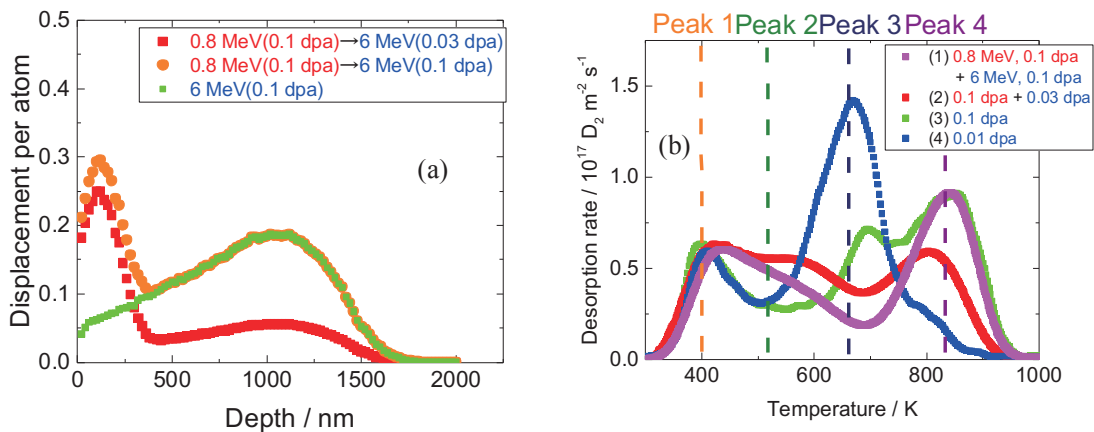 0.5
0.4
0.3
0.2
0.1
0.0
Displacement per atom
0.8 MeV(0.1 dpa)→6 MeV(0.03 dpa)
0.8 MeV(0.1 dpa)→6 MeV(0.1 dpa)
6 MeV(0.1 dpa)
(a)
0 500 1000 1500 2000
Depth / nm
Peak 1 Peak 2 Peak 3 Peak 4
1.5
1.0
0.5
0.0
Desorption rate / 10¹⁷ D₂ m⁻² s⁻¹
(1) 0.8 MeV, 0.1 dpa
+ 6 MeV, 0.1 dpa
(2) 0.1 dpa + 0.03 dpa
(3) 0.1 dpa
(4) 0.01 dpa
(b)
400 600 800 1000
Temperature / K